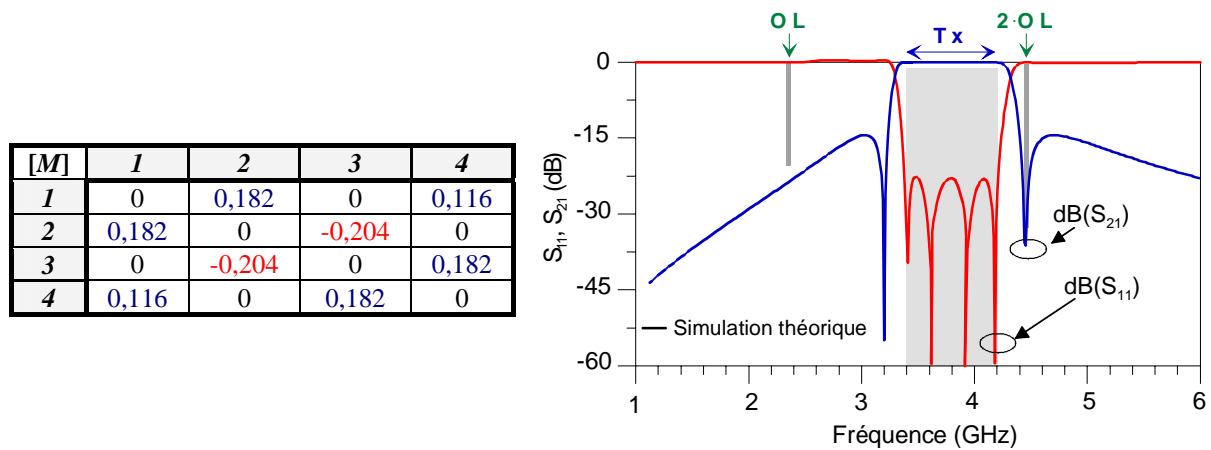 [M] 1 2 3 4
1 0 0,182 0 0,116
2 0,182 0 -0,204 0
3 0 -0,204 0 0,182
4 0,116 0 0,182 0
O L
2·O L
T x
0
-15
-30
-45
-60
S11, S21 (dB)
dB(S21)
dB(S11)
Simulation théorique
1 2 3 4 5 6
Fréquence (GHz)